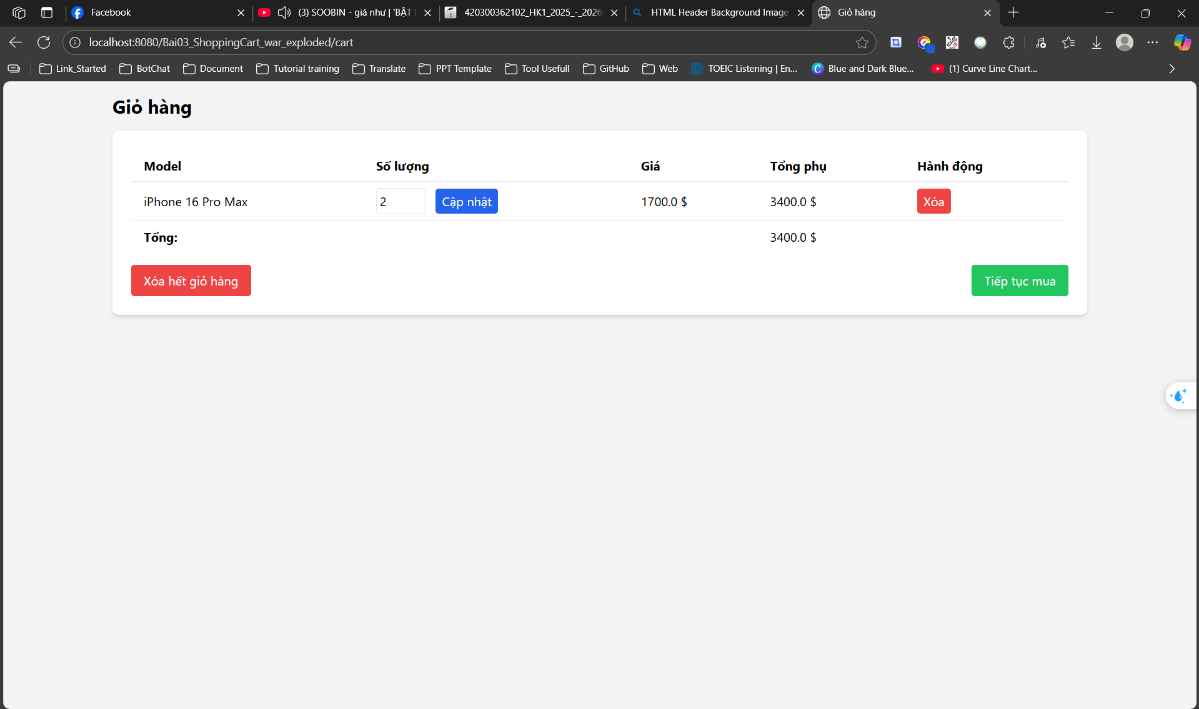 Facebook
(3) SOOBIN - giá như | 'BẬT
420300362102_HK1_2025_-_2026
HTML Header Background Image
Giỏ hàng
localhost:8080/Bai03_ShoppingCart_war_exploded/cart
Link_Started
BotChat
Document
Tutorial training
Translate
PPT Template
Tool Usefull
GitHub
Web
TOEIC Listening | En...
Blue and Dark Blue...
(1) Curve Line Chart...
Giỏ hàng
Model Số lượng Giá Tổng phụ Hành động
iPhone 16 Pro Max 2 Cập nhật 1700.0 $ 3400.0 $ Xóa
Tổng: 3400.0 $
Xóa hết giỏ hàng Tiếp tục mua